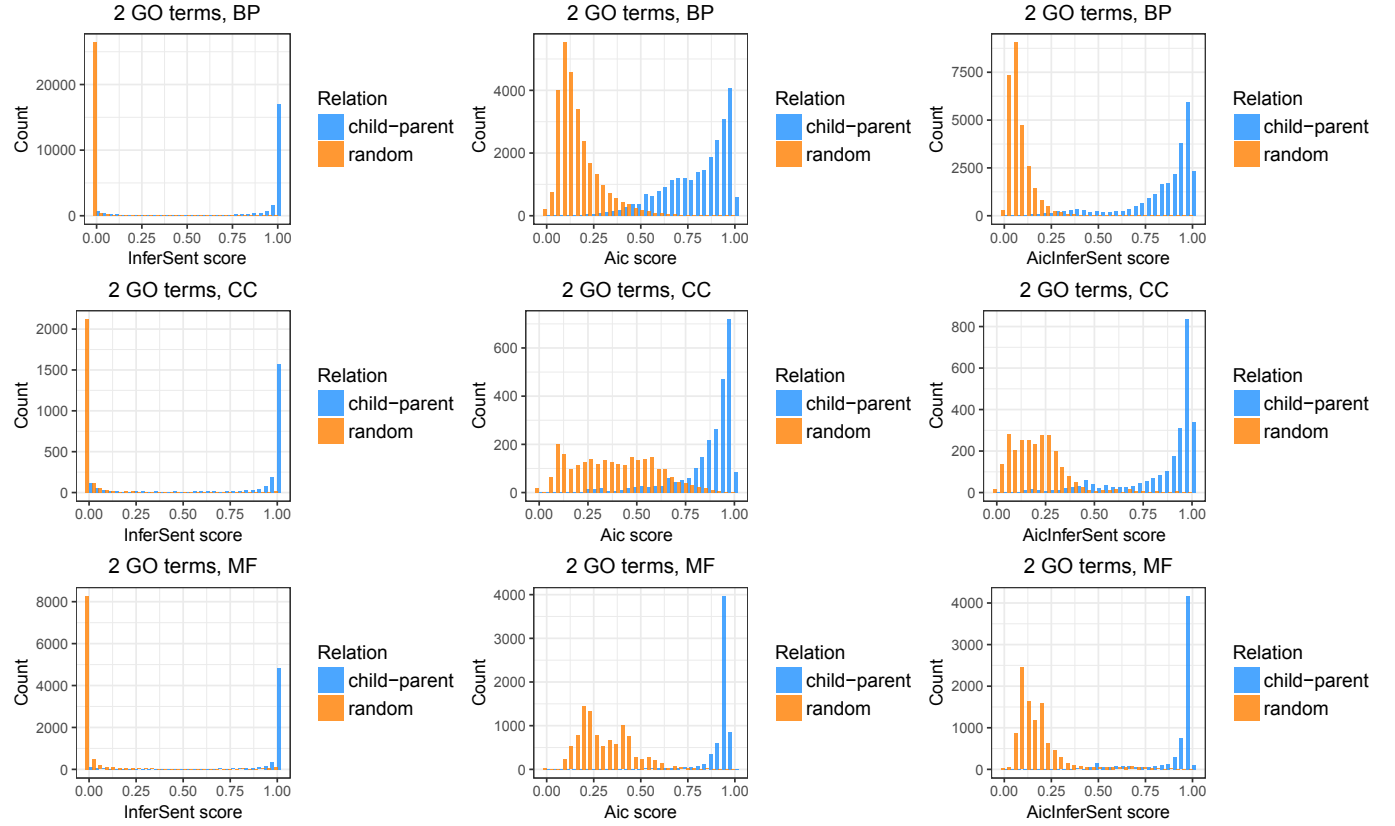 2 GO terms, BP
Count
20000
10000
0
0.00 0.25 0.50 0.75 1.00
InferSent score
Relation
child−parent
random
2 GO terms, BP
Count
4000
2000
0
0.00 0.25 0.50 0.75 1.00
Aic score
Relation
child−parent
random
2 GO terms, BP
Count
7500
5000
2500
0
0.00 0.25 0.50 0.75 1.00
AicInferSent score
Relation
child−parent
random
2 GO terms, CC
Count
2000
1500
1000
500
0
0.00 0.25 0.50 0.75 1.00
InferSent score
Relation
child−parent
random
2 GO terms, CC
Count
600
400
200
0
0.00 0.25 0.50 0.75 1.00
Aic score
Relation
child−parent
random
2 GO terms, CC
Count
800
600
400
200
0
0.00 0.25 0.50 0.75 1.00
AicInferSent score
Relation
child−parent
random
2 GO terms, MF
Count
8000
6000
4000
2000
0
0.00 0.25 0.50 0.75 1.00
InferSent score
Relation
child−parent
random
2 GO terms, MF
Count
4000
3000
2000
1000
0
0.00 0.25 0.50 0.75 1.00
Aic score
Relation
child−parent
random
2 GO terms, MF
Count
4000
3000
2000
1000
0
0.00 0.25 0.50 0.75 1.00
AicInferSent score
Relation
child−parent
random